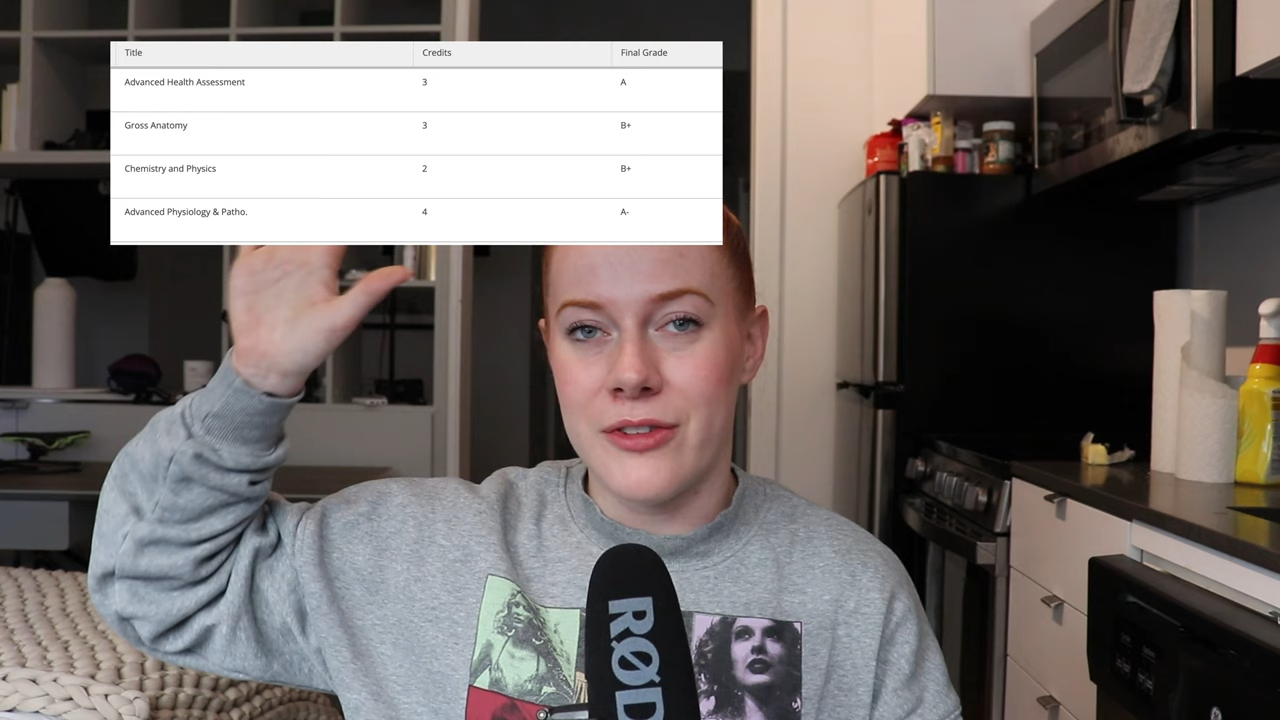 Title Credits Final Grade
Advanced Health Assessment 3 A
Gross Anatomy 3 B+
Chemistry and Physics 2 B+
Advanced Physiology & Patho. 4 A-
RØD